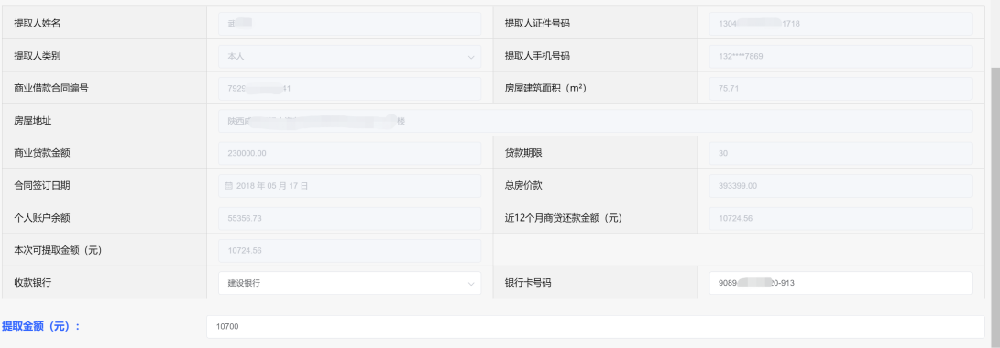 提取人姓名 武 提取人证件号码 1304 1718
提取人类别 本人 提取人手机号码 132****7869
商业借款合同编号 7929 41 房屋建筑面积（m²） 75.71
房屋地址 陕西咸 楼
商业贷款金额 230000.00 贷款期限 30
合同签订日期 2018 年 05 月 17 日 总房价款 393399.00
个人账户余额 55356.73 近12个月商贷还款金额（元） 10724.56
本次可提取金额（元） 10724.56
收款银行 建设银行 银行卡号码 9089 20-913
提取金额（元）： 10700